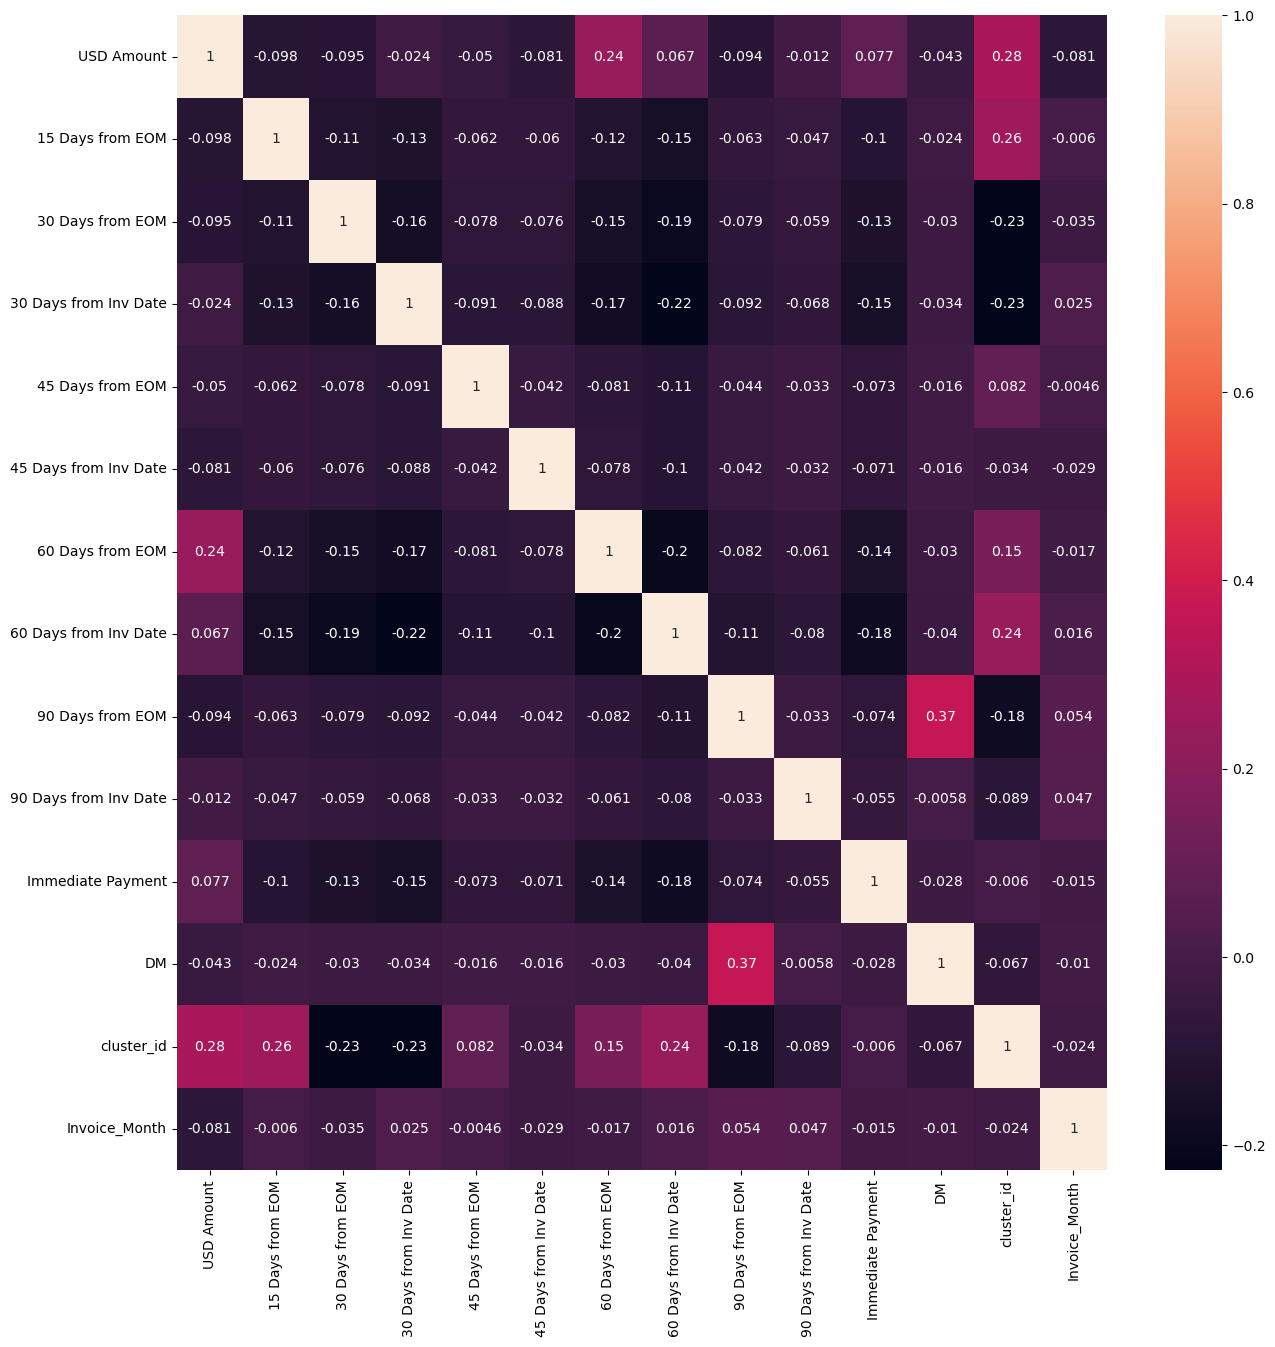 USD Amount 1 -0.098 -0.095 -0.024 -0.05 -0.081 0.24 0.067 -0.094 -0.012 0.077 -0.043 0.28 -0.081
15 Days from EOM -0.098 1 -0.11 -0.13 -0.062 -0.06 -0.12 -0.15 -0.063 -0.047 -0.1 -0.024 0.26 -0.006
30 Days from EOM -0.095 -0.11 1 -0.16 -0.078 -0.076 -0.15 -0.19 -0.079 -0.059 -0.13 -0.03 -0.23 -0.035
30 Days from Inv Date -0.024 -0.13 -0.16 1 -0.091 -0.088 -0.17 -0.22 -0.092 -0.068 -0.15 -0.034 -0.23 0.025
45 Days from EOM -0.05 -0.062 -0.078 -0.091 1 -0.042 -0.081 -0.11 -0.044 -0.033 -0.073 -0.016 0.082 -0.0046
45 Days from Inv Date -0.081 -0.06 -0.076 -0.088 -0.042 1 -0.078 -0.1 -0.042 -0.032 -0.071 -0.016 -0.034 -0.029
60 Days from EOM 0.24 -0.12 -0.15 -0.17 -0.081 -0.078 1 -0.2 -0.082 -0.061 -0.14 -0.03 0.15 -0.017
60 Days from Inv Date 0.067 -0.15 -0.19 -0.22 -0.11 -0.1 -0.2 1 -0.11 -0.08 -0.18 -0.04 0.24 0.016
90 Days from EOM -0.094 -0.063 -0.079 -0.092 -0.044 -0.042 -0.082 -0.11 1 -0.033 -0.074 0.37 -0.18 0.054
90 Days from Inv Date -0.012 -0.047 -0.059 -0.068 -0.033 -0.032 -0.061 -0.08 -0.033 1 -0.055 -0.0058 -0.089 0.047
Immediate Payment 0.077 -0.1 -0.13 -0.15 -0.073 -0.071 -0.14 -0.18 -0.074 -0.055 1 -0.028 -0.006 -0.015
DM -0.043 -0.024 -0.03 -0.034 -0.016 -0.016 -0.03 -0.04 0.37 -0.0058 -0.028 1 -0.067 -0.01
cluster_id 0.28 0.26 -0.23 -0.23 0.082 -0.034 0.15 0.24 -0.18 -0.089 -0.006 -0.067 1 -0.024
Invoice_Month -0.081 -0.006 -0.035 0.025 -0.0046 -0.029 -0.017 0.016 0.054 0.047 -0.015 -0.01 -0.024 1
USD Amount
15 Days from EOM
30 Days from EOM
30 Days from Inv Date
45 Days from EOM
45 Days from Inv Date
60 Days from EOM
60 Days from Inv Date
90 Days from EOM
90 Days from Inv Date
Immediate Payment
DM
cluster_id
Invoice_Month
1.0
0.8
0.6
0.4
0.2
0.0
−0.2